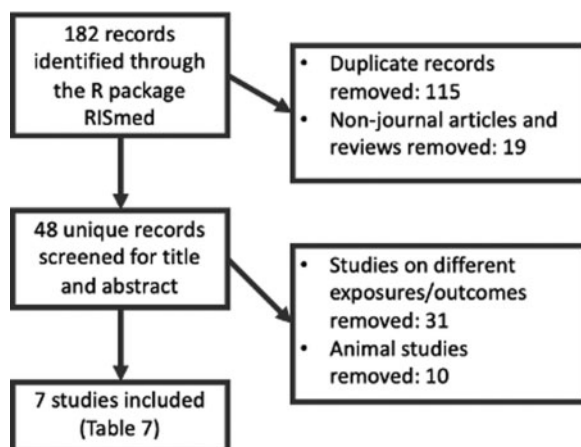 182 records
identified through
the R package
RISmed
• Duplicate records
removed: 115
• Non-journal articles and
reviews removed: 19
48 unique records
screened for title
and abstract
• Studies on different
exposures/outcomes
removed: 31
• Animal studies
removed: 10
7 studies included
(Table 7)